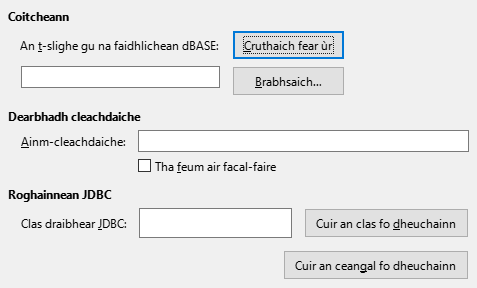 Coitcheann
An t-slighe gu na faidhlichean dBASE: Cruthaich fear ùr
Brabhsaich...
Dearbhadh cleachdaiche
Ainm-cleachdaiche:
Tha feum air facal-faire
Roghainnean JDBC
Clas draibhear JDBC: Cuir an clas fo dheuchainn
Cuir an ceangal fo dheuchainn